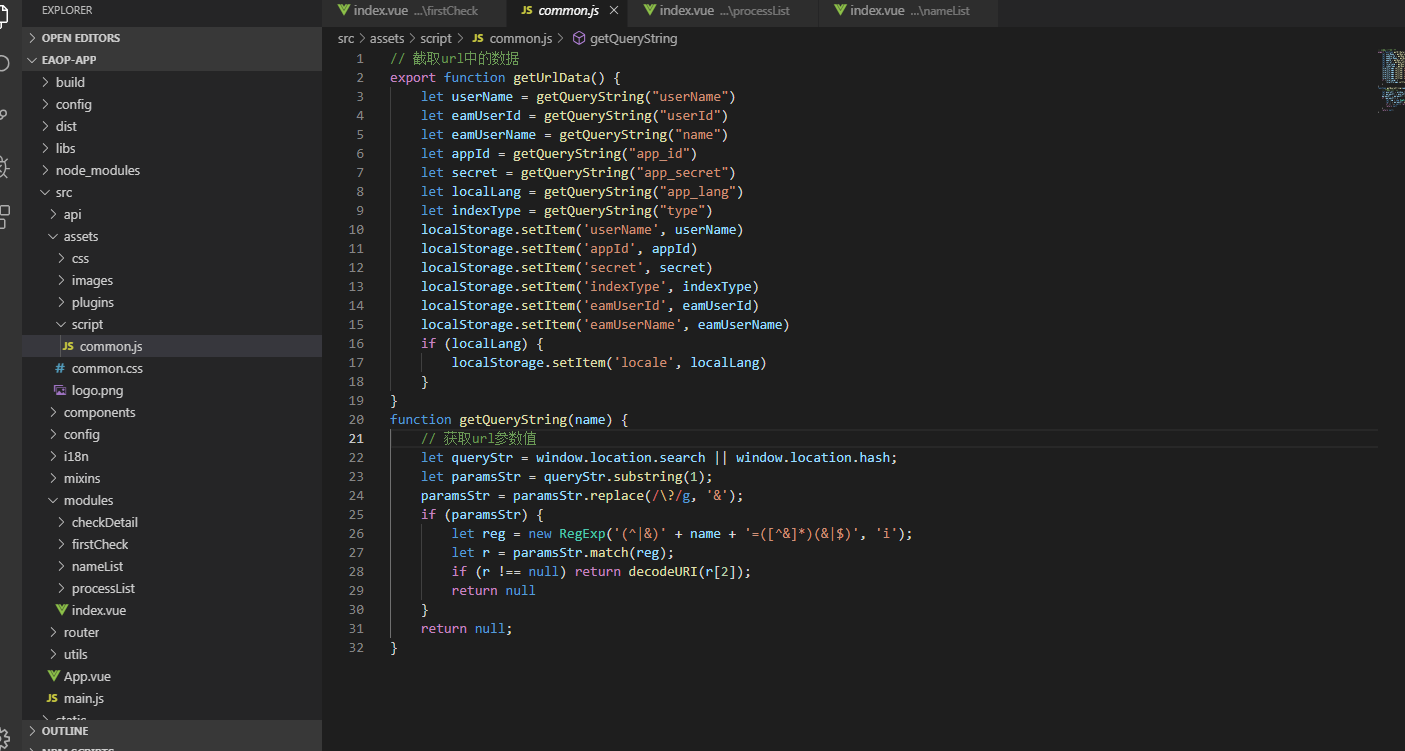 EXPLORER
OPEN EDITORS
EAOP-APP
build
config
dist
libs
node_modules
src
api
assets
css
images
plugins
script
JS common.js
# common.css
logo.png
components
config
i18n
mixins
modules
checkDetail
firstCheck
nameList
processList
index.vue
router
utils
App.vue
JS main.js
static
OUTLINE
NPM SCRIPTS
index.vue ...\firstCheck
JS common.js ×
index.vue ...\processList
index.vue ...\nameList
src > assets > script > JS common.js > getQueryString
1 // 截取url中的数据
2 export function getUrlData() {
3 let userName = getQueryString("userName")
4 let eamUserId = getQueryString("userId")
5 let eamUserName = getQueryString("name")
6 let appId = getQueryString("app_id")
7 let secret = getQueryString("app_secret")
8 let localLang = getQueryString("app_lang")
9 let indexType = getQueryString("type")
10 localStorage.setItem('userName', userName)
11 localStorage.setItem('appId', appId)
12 localStorage.setItem('secret', secret)
13 localStorage.setItem('indexType', indexType)
14 localStorage.setItem('eamUserId', eamUserId)
15 localStorage.setItem('eamUserName', eamUserName)
16 if (localLang) {
17 localStorage.setItem('locale', localLang)
18 }
19 }
20 function getQueryString(name) {
21 // 获取url参数值
22 let queryStr = window.location.search || window.location.hash;
23 let paramsStr = queryStr.substring(1);
24 paramsStr = paramsStr.replace(/\?/g, '&');
25 if (paramsStr) {
26 let reg = new RegExp('(^|&)' + name + '=([^&]*)(&|$)', 'i');
27 let r = paramsStr.match(reg);
28 if (r !== null) return decodeURI(r[2]);
29 return null
30 }
31 return null;
32 }